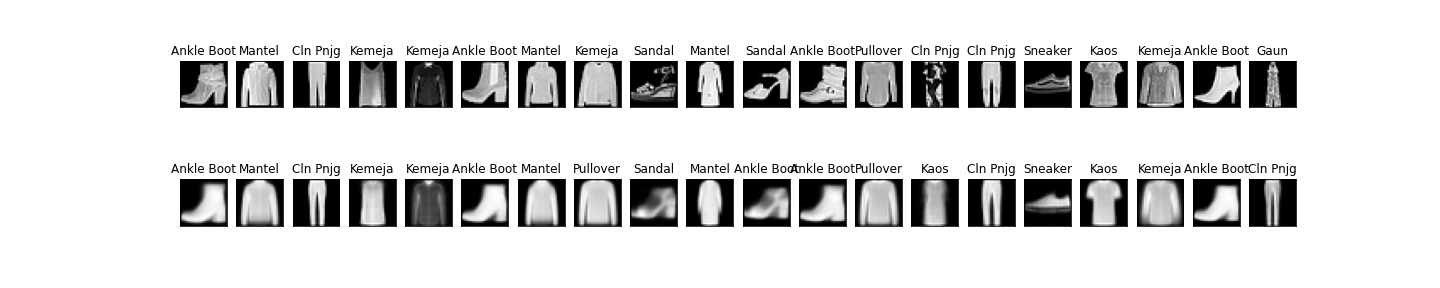 Ankle Boot Mantel Cln Pnjg Kemeja Kemeja Ankle Boot Mantel Kemeja Sandal Mantel Sandal Ankle Boot Pullover Cln Pnjg Cln Pnjg Sneaker Kaos Kemeja Ankle Boot Gaun
Ankle Boot Mantel Cln Pnjg Kemeja Kemeja Ankle Boot Mantel Pullover Sandal Mantel Ankle Boot Ankle Boot Pullover Kaos Cln Pnjg Sneaker Kaos Kemeja Ankle Boot Cln Pnjg